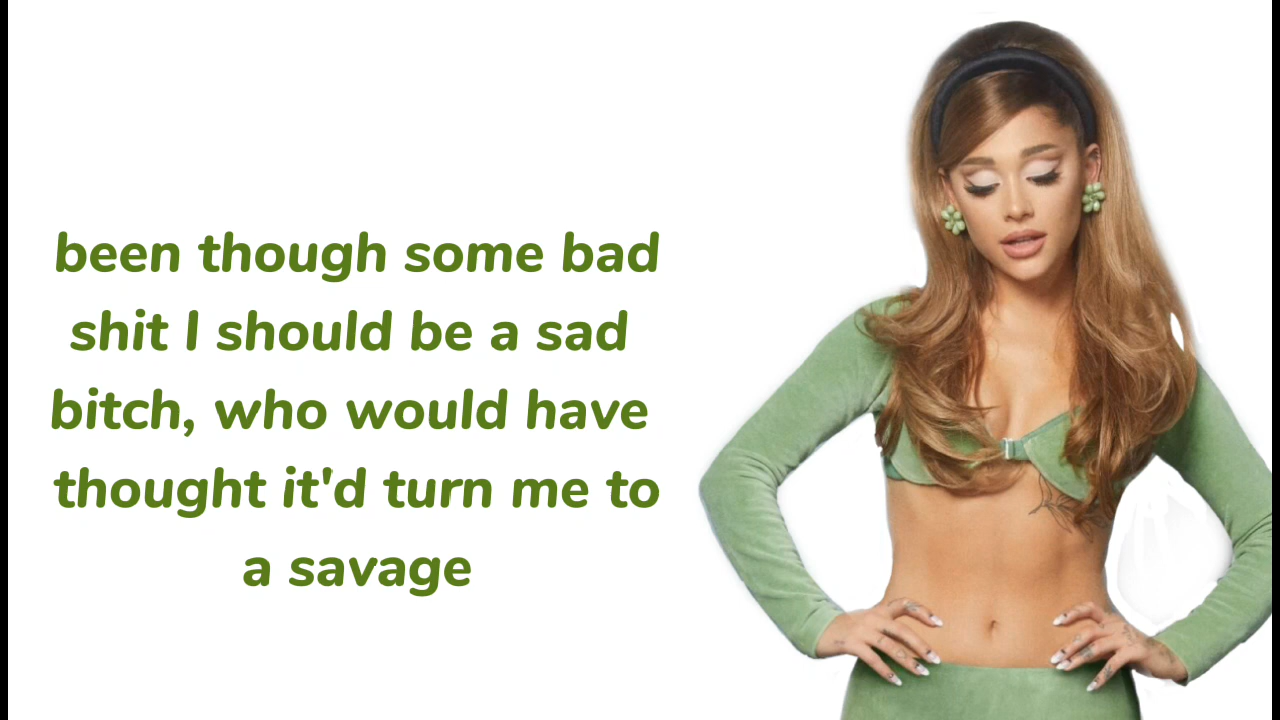 been though some bad
shit I should be a sad
bitch, who would have
thought it'd turn me to
a savage